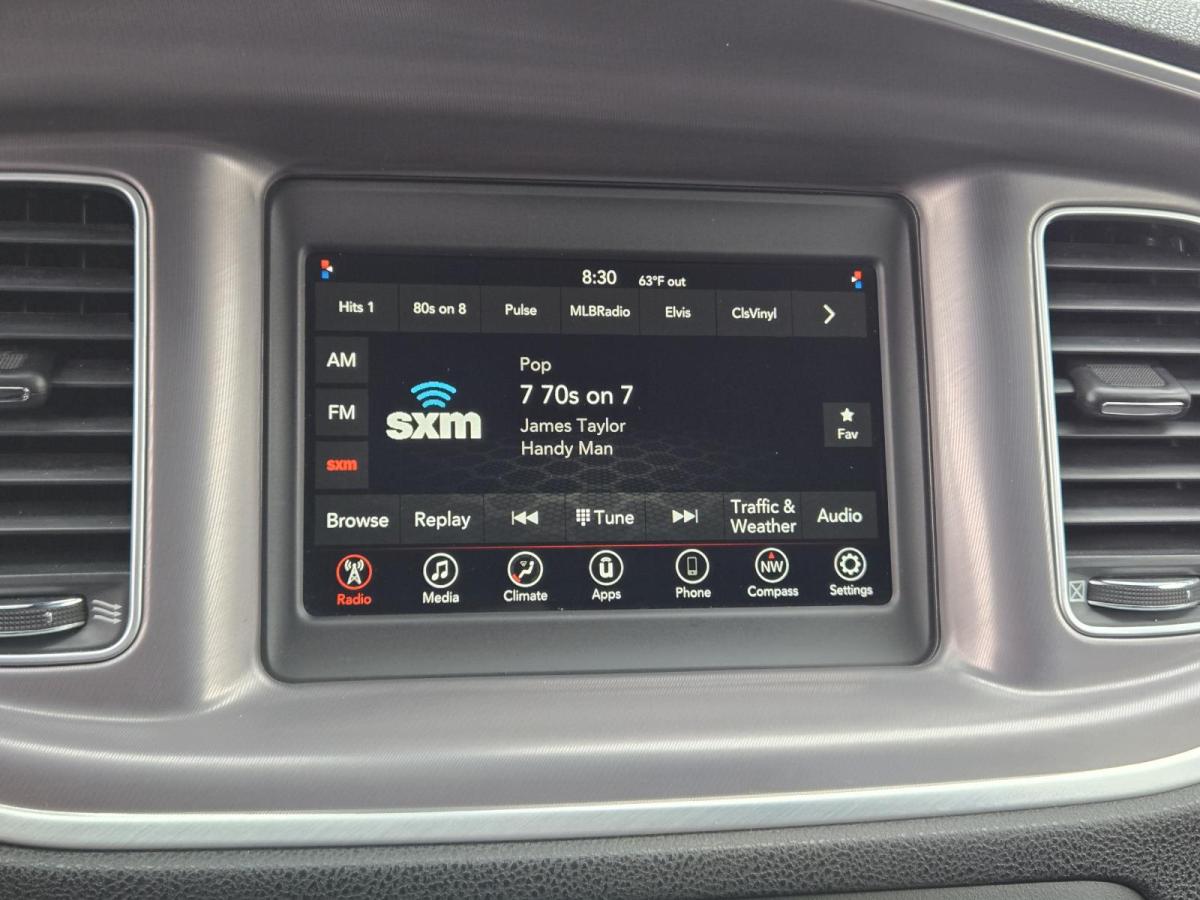 8:30 63°F out
Hits 1 80s on 8 Pulse MLBRadio Elvis ClsVinyl
AM
FM
sxm
sxm
Pop
7 70s on 7
James Taylor
Handy Man
Fav
Browse Replay Tune Traffic & Weather Audio
Radio Media Climate Apps Phone NW Compass Settings